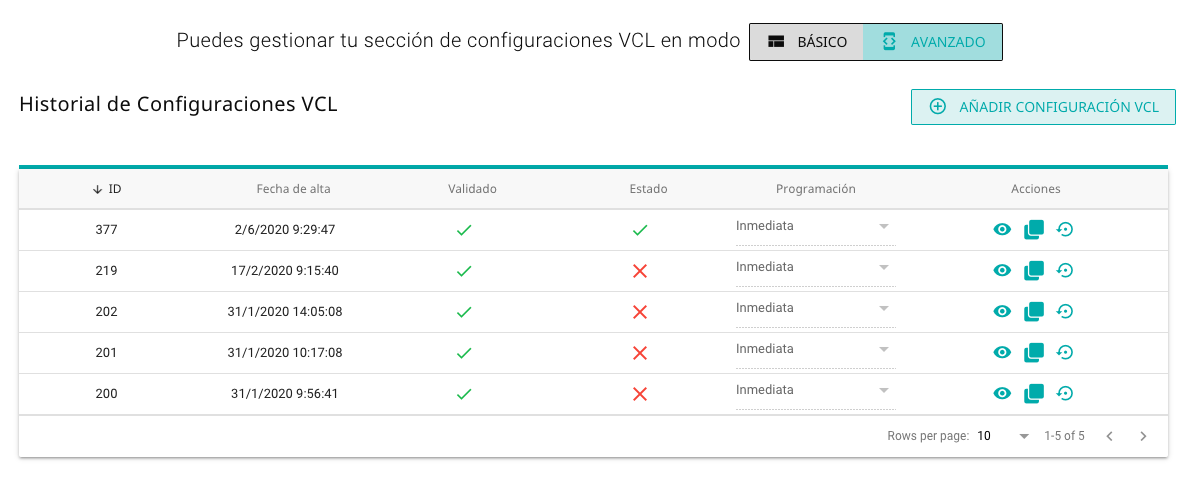 Puedes gestionar tu sección de configuraciones VCL en modo BÁSICO AVANZADO
Historial de Configuraciones VCL AÑADIR CONFIGURACIÓN VCL
ID Fecha de alta Validado Estado Programación Acciones
377 2/6/2020 9:29:47 Inmediata
219 17/2/2020 9:15:40 Inmediata
202 31/1/2020 14:05:08 Inmediata
201 31/1/2020 10:17:08 Inmediata
200 31/1/2020 9:56:41 Inmediata
Rows per page: 10 1-5 of 5